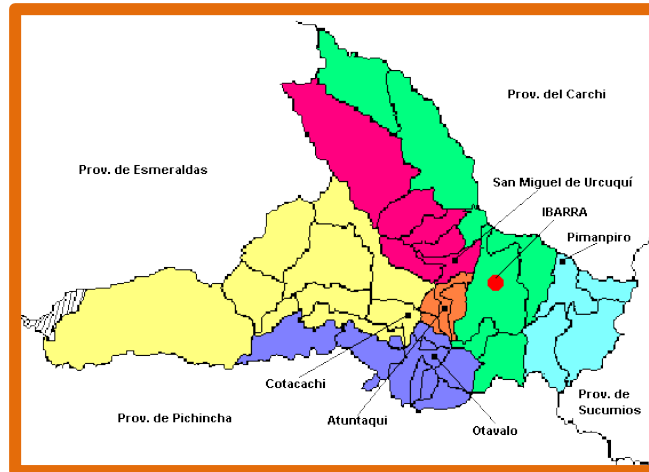 Prov. del Carchi
Prov. de Esmeraldas
San Miguel de Urcuquí
IBARRA
Pimanpiro
Cotacachi
Prov. de
Sucumios
Prov. de Pichincha
Atuntaqui
Otavalo